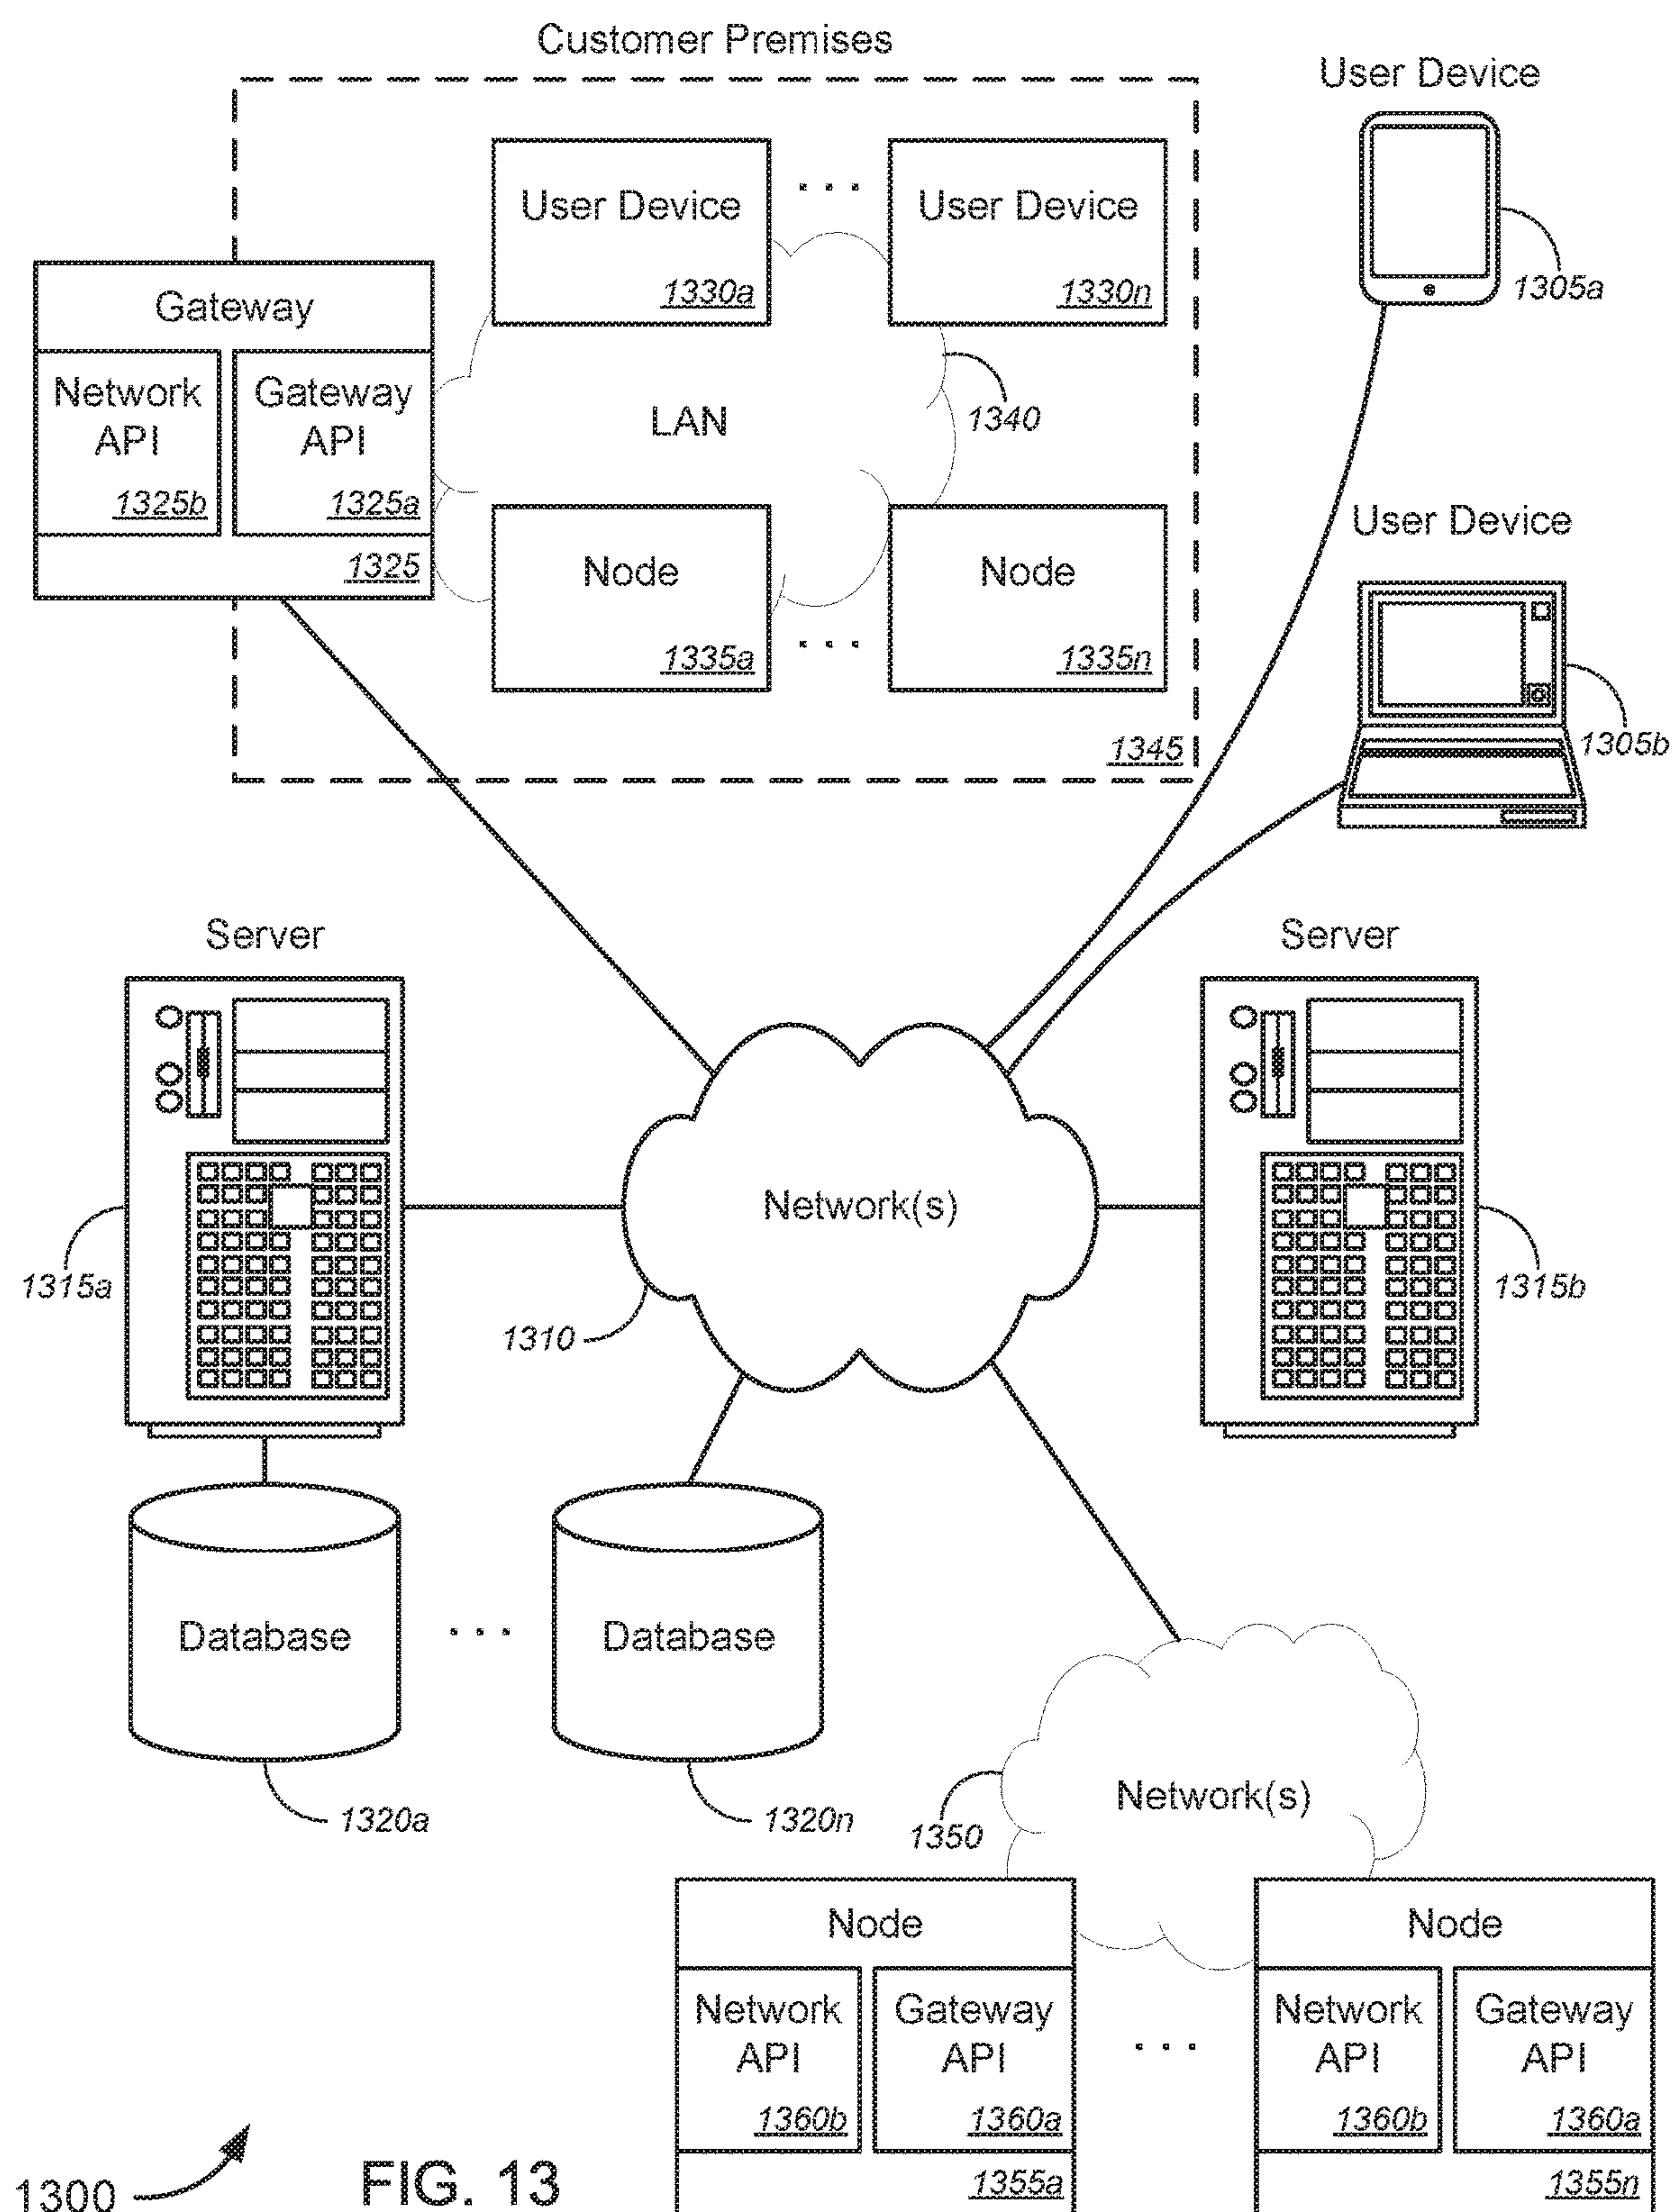 Customer Premises
User Device
1305a
User Device
1330a
. . .
User Device
1330n
Gateway
Network
API
1325b
Gateway
API
1325a
1325
LAN
1340
Node
1335a
. . .
Node
1335n
1345
User Device
1305b
Server
1315a
Server
1315b
Network(s)
1310
Database
1320a
. . .
Database
1320n
Network(s)
1350
Node
Network
API
1360b
Gateway
API
1360a
1355a
. . .
Node
Network
API
1360b
Gateway
API
1360a
1355n
1300
FIG. 13